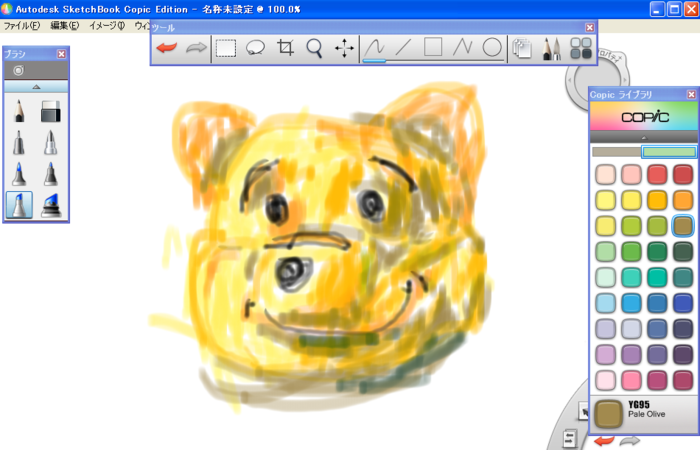 Autodesk SketchBook Copic Edition - 名称未設定 @ 100.0%
ファイル(F) 編集(E) イメージ(I)
ツール
ブラシ
Copic ライブラリ
COPIC
YG95
Pale Olive